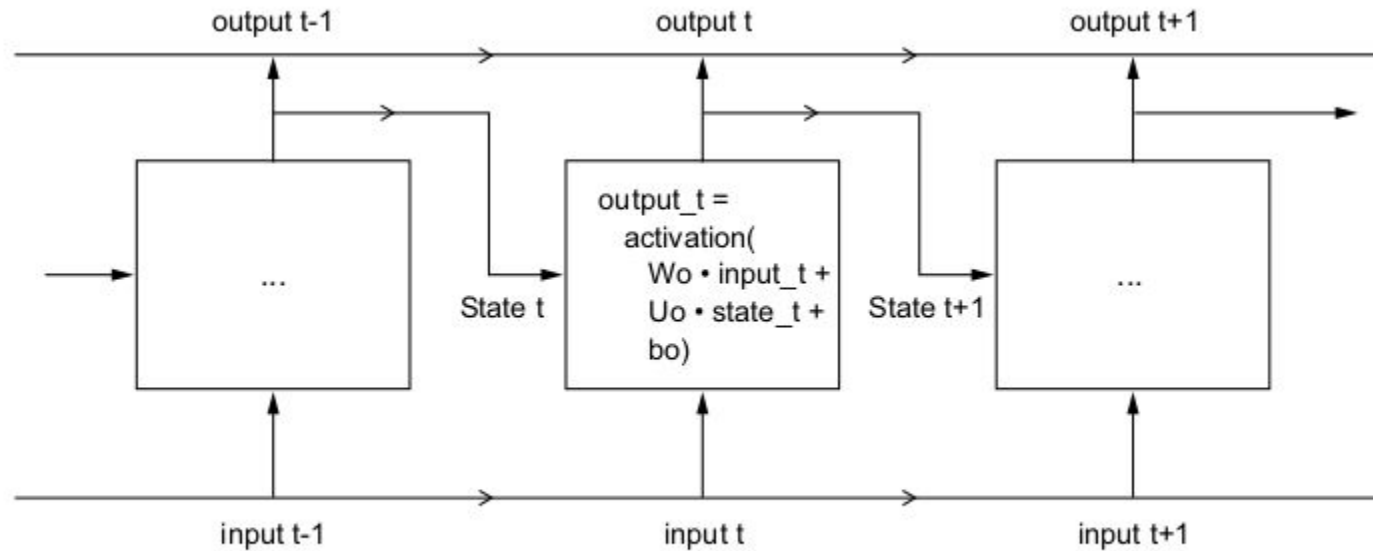 output t-1
output t
output t+1
...
output_t =
activation(
Wo • input_t +
Uo • state_t +
bo)
...
State t
State t+1
input t-1
input t
input t+1